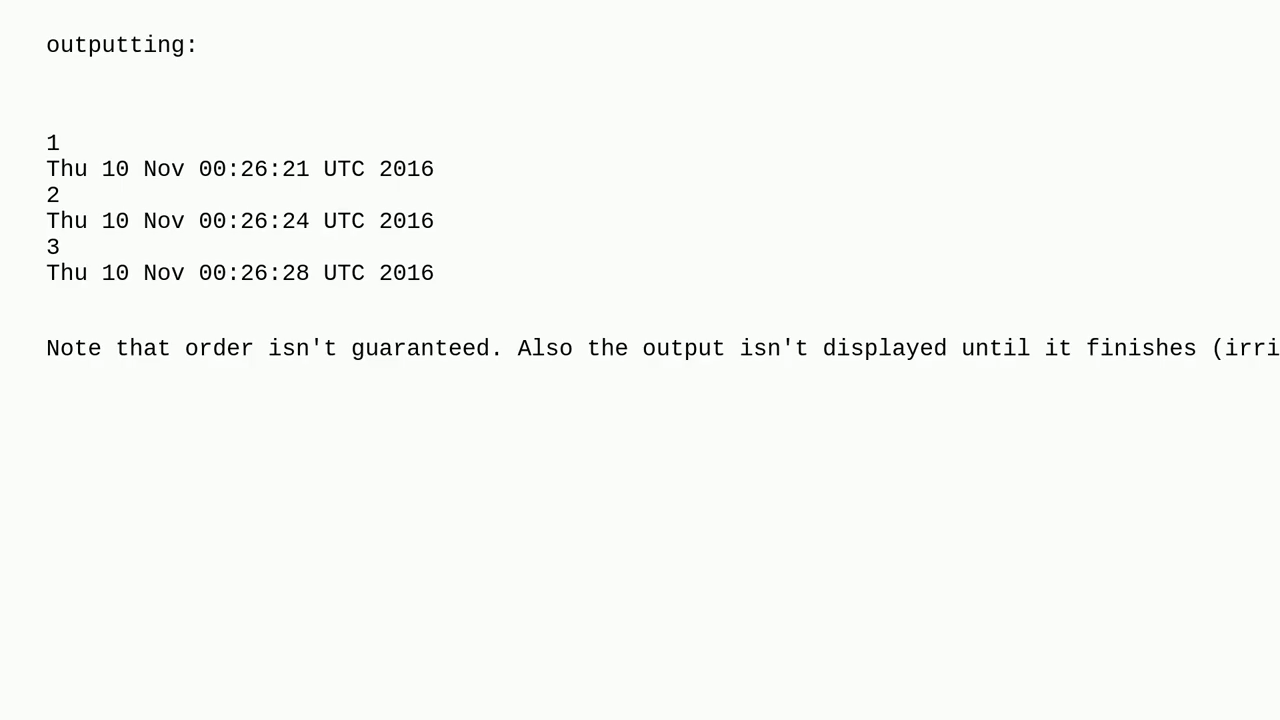 outputting:
1
Thu 10 Nov 00:26:21 UTC 2016
2
Thu 10 Nov 00:26:24 UTC 2016
3
Thu 10 Nov 00:26:28 UTC 2016
Note that order isn't guaranteed. Also the output isn't displayed until it finishes (irri